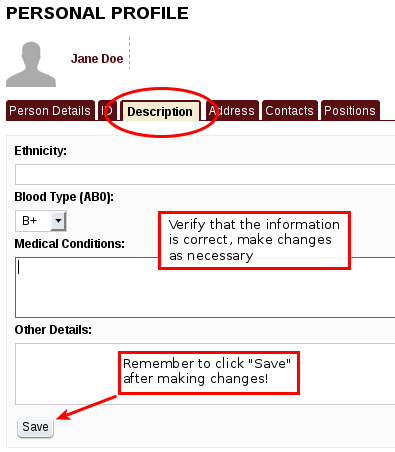 PERSONAL PROFILE
Jane Doe
Person Details ID Description Address Contacts Positions
Ethnicity:
Blood Type (AB0):
B+
Verify that the information
is correct, make changes
as necessary
Medical Conditions:
Other Details:
Remember to click "Save"
after making changes!
Save